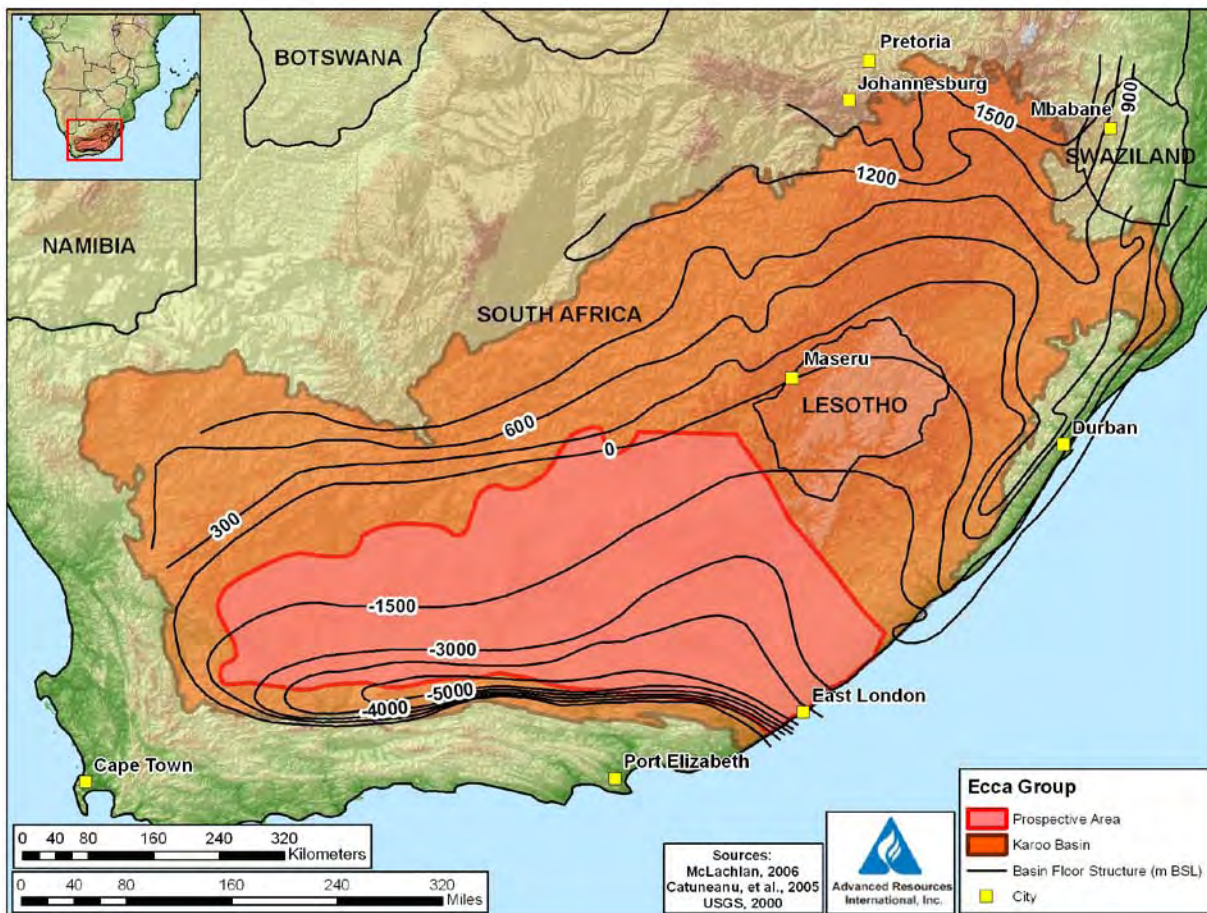 Pretoria
BOTSWANA
Johannesburg
900
1500
Mbabane
SWAZILAND
1200
NAMIBIA
SOUTH AFRICA
Maseru
LESOTHO
600
0
Durban
300
-1500
-3000
-5000
-4000
East London
Port Elizabeth
Cape Town
0 40 80 160 240 320
Kilometers
0 40 80 160 240 320
Miles
Sources:
McLachlan, 2006
Catuneanu, et al., 2005
USGS, 2000
Advanced Resources
International, Inc.
Ecca Group
Prospective Area
Karoo Basin
Basin Floor Structure (m BSL)
City